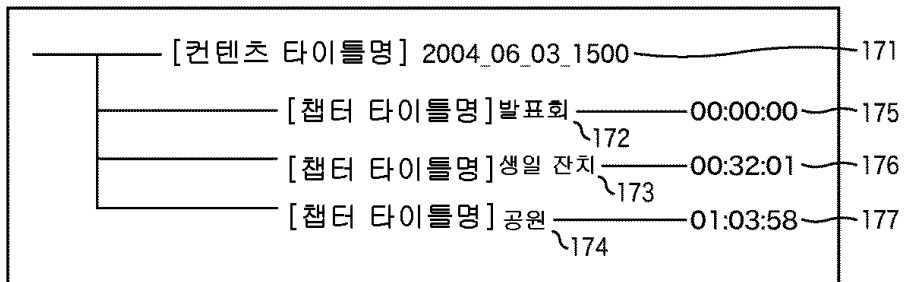 [컨텐츠 타이틀명] 2004_06_03_1500 171
[챕터 타이틀명]발표회 00:00:00 175
172
[챕터 타이틀명]생일 잔치 00:32:01 176
173
[챕터 타이틀명]공원 01:03:58 177
174